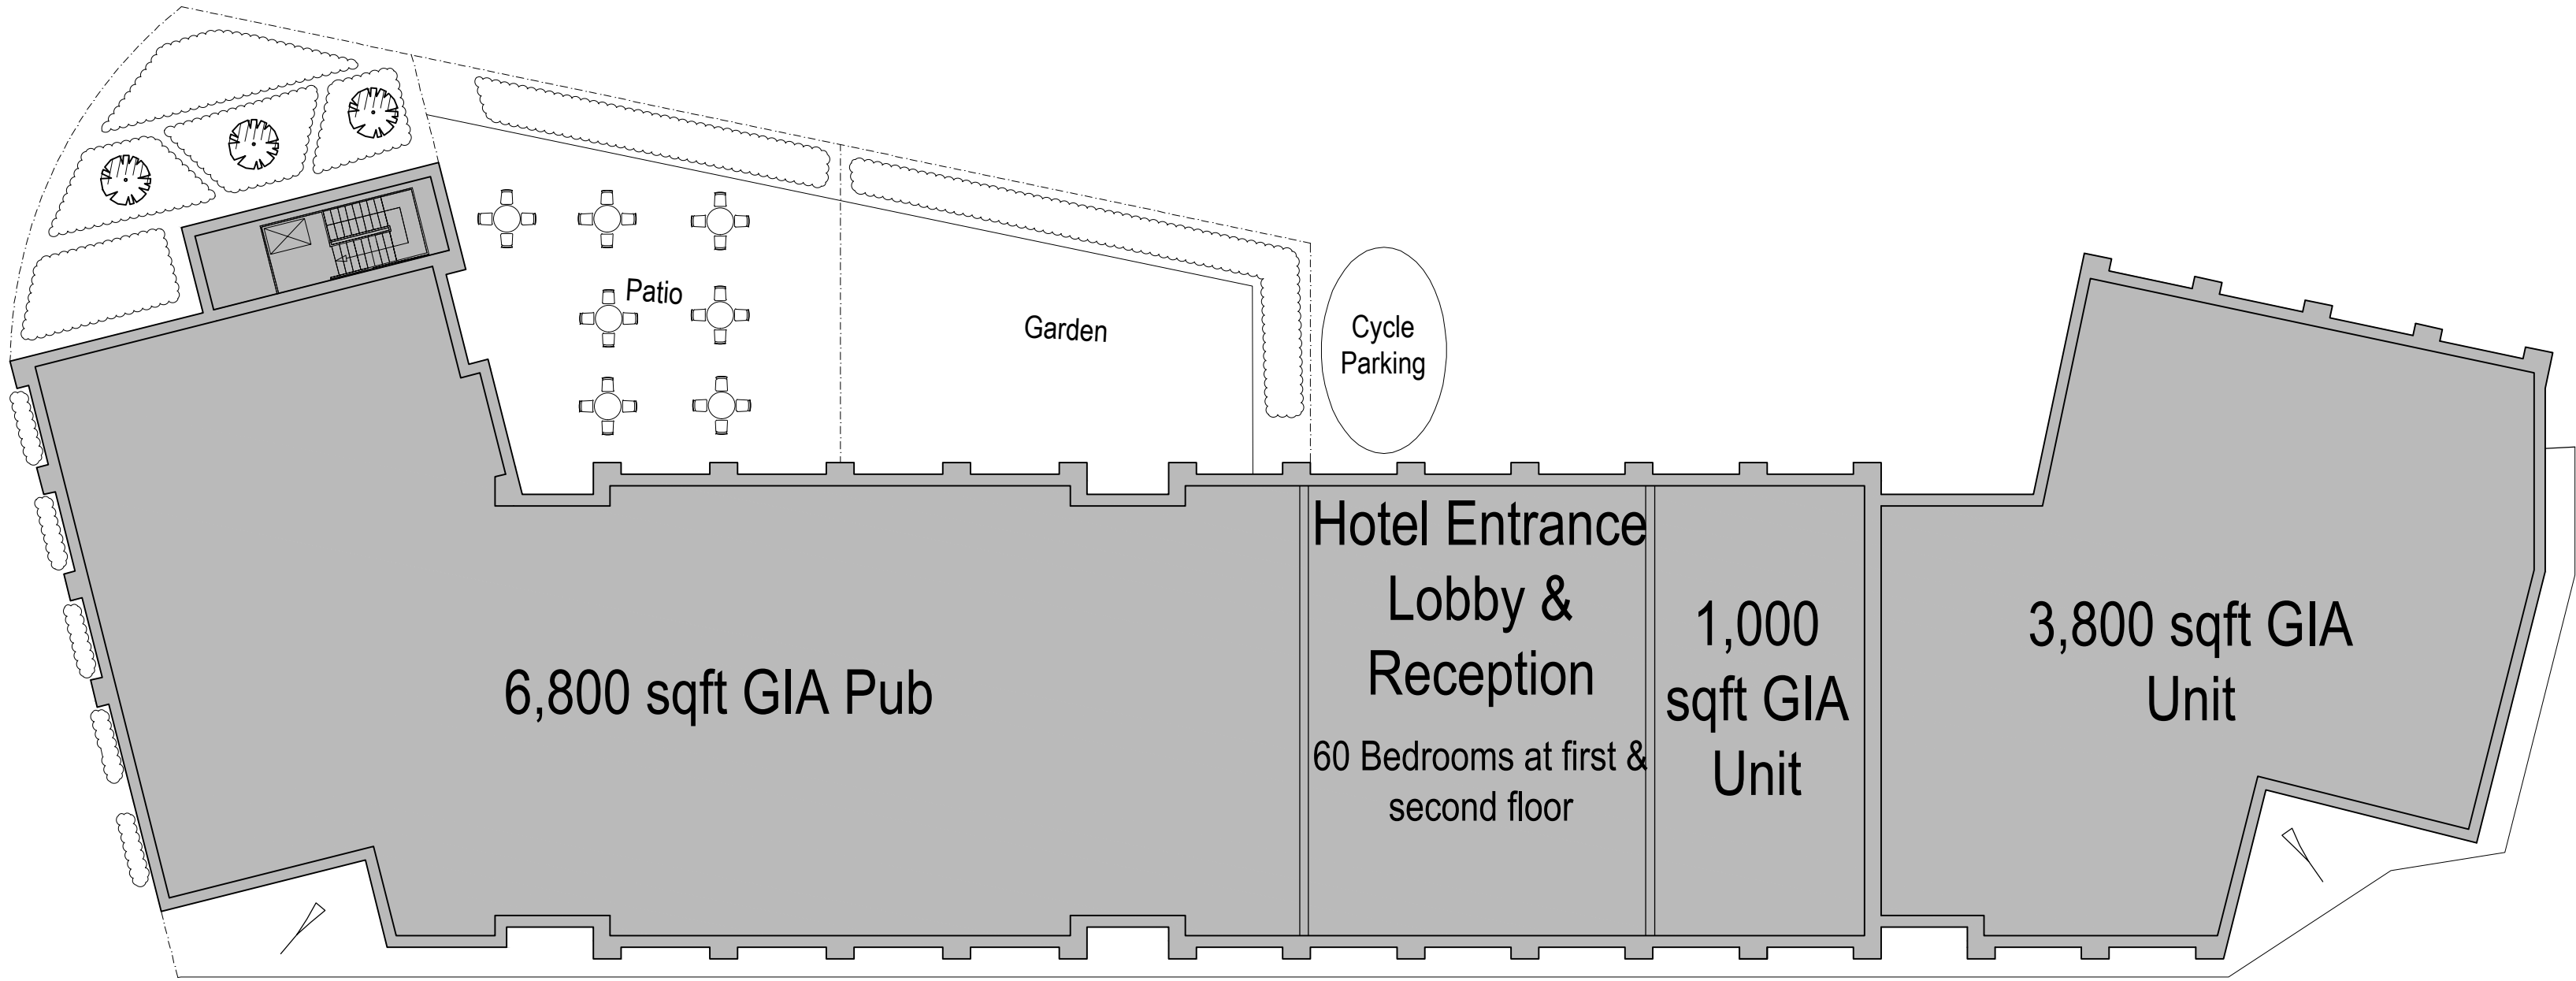 Patio
Garden
Cycle
Parking
6,800 sqft GIA Pub
Hotel Entrance
Lobby &
Reception
60 Bedrooms at first &
second floor
1,000
sqft GIA
Unit
3,800 sqft GIA
Unit